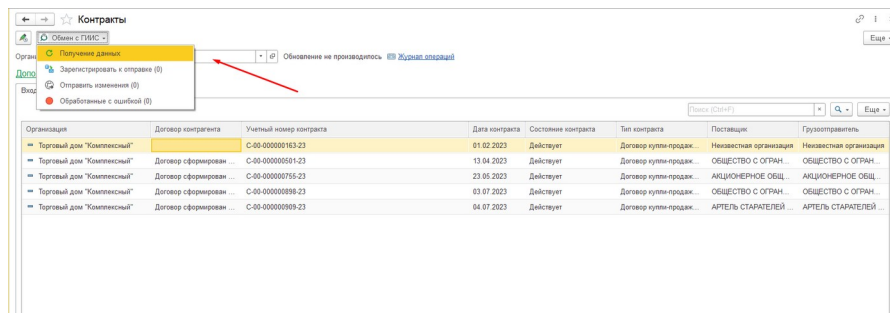 Контракты
Обмен с ГИИС
Еще
Получение данных
Обновление не производилось Журнал операций
Зарегистрировать к отправке (0)
Отправить изменения (0)
Обработанные с ошибкой (0)
Поиск (Ctrl+F) × Еще
Организация Договор контрагента Учетный номер контракта Дата контракта Состояние контракта Тип контракта Поставщик Грузоотправитель
Торговый дом "Комплексный" С-00-000000163-23 01.02.2023 Действует Договор купли-продаж... Неизвестная организация Неизвестная организация
Торговый дом "Комплексный" Договор сформирован ... С-00-000000501-23 13.04.2023 Действует Договор купли-продаж... ОБЩЕСТВО С ОГРАН... ОБЩЕСТВО С ОГРАН...
Торговый дом "Комплексный" Договор сформирован ... С-00-000000755-23 23.05.2023 Действует Договор купли-продаж... АКЦИОНЕРНОЕ ОБЩ... АКЦИОНЕРНОЕ ОБЩ...
Торговый дом "Комплексный" Договор сформирован ... С-00-000000898-23 03.07.2023 Действует Договор купли-продаж... ОБЩЕСТВО С ОГРАН... ОБЩЕСТВО С ОГРАН...
Торговый дом "Комплексный" Договор сформирован ... С-00-000000909-23 04.07.2023 Действует Договор купли-продаж... АРТЕЛЬ СТАРАТЕЛЕЙ ... АРТЕЛЬ СТАРАТЕЛЕЙ ...